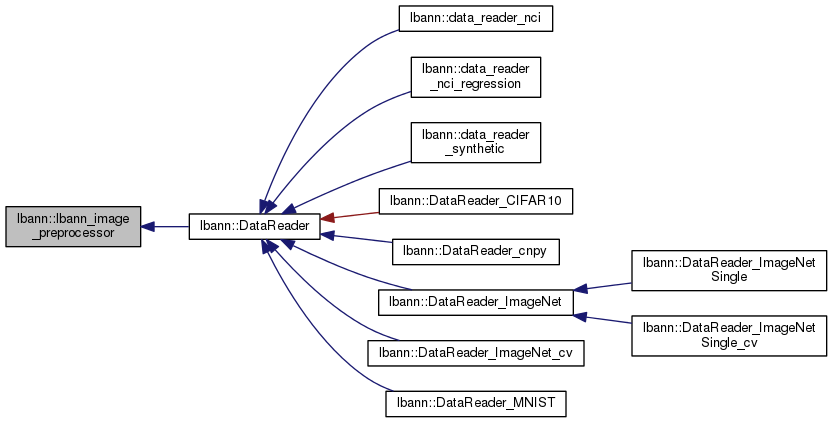 lbann::lbann_image
_preprocessor
lbann::DataReader
lbann::data_reader_nci
lbann::data_reader
_nci_regression
lbann::data_reader
_synthetic
lbann::DataReader_CIFAR10
lbann::DataReader_cnpy
lbann::DataReader_ImageNet
lbann::DataReader_ImageNet_cv
lbann::DataReader_MNIST
lbann::DataReader_ImageNet
Single
lbann::DataReader_ImageNet
Single_cv